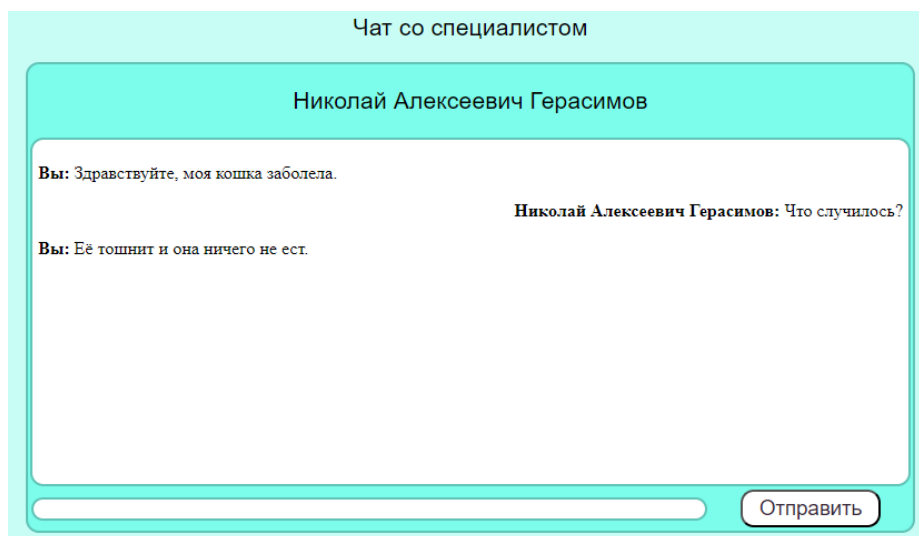 Чат со специалистом
Николай Алексеевич Герасимов
Вы: Здравствуйте, моя кошка заболела.
Николай Алексеевич Герасимов: Что случилось?
Вы: Её тошнит и она ничего не ест.
Отправить